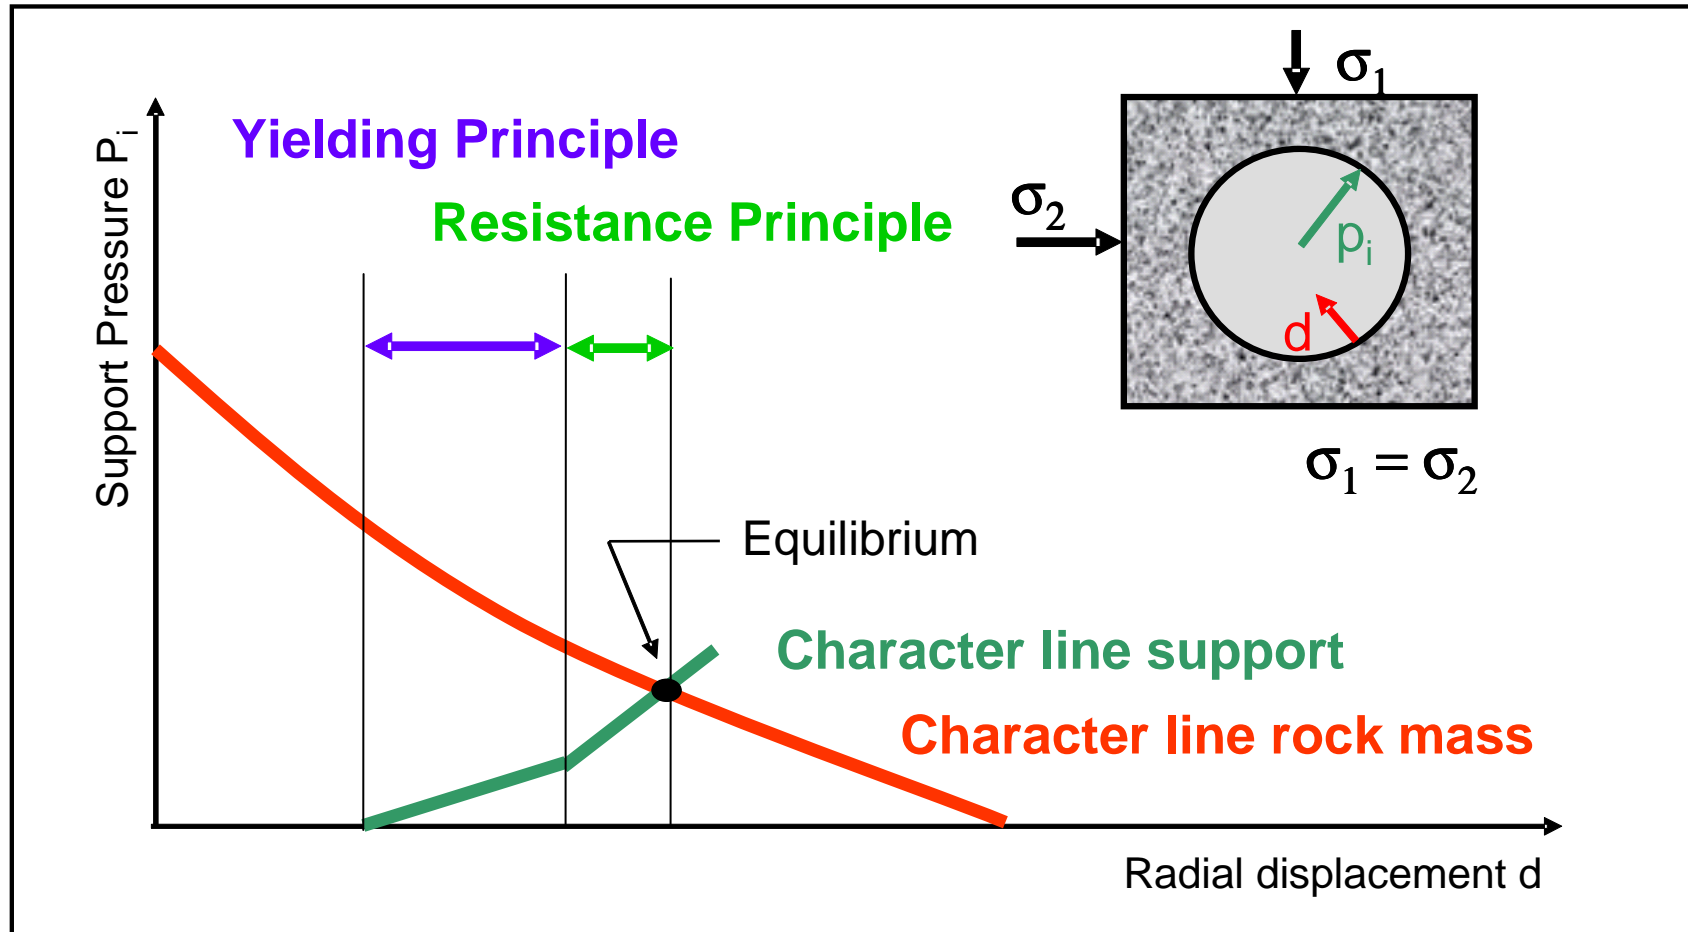 σ₁
Yielding Principle
Resistance Principle
σ₂
pᵢ
d
Support Pressure Pᵢ
σ₁ = σ₂
Equilibrium
Character line support
Character line rock mass
Radial displacement d